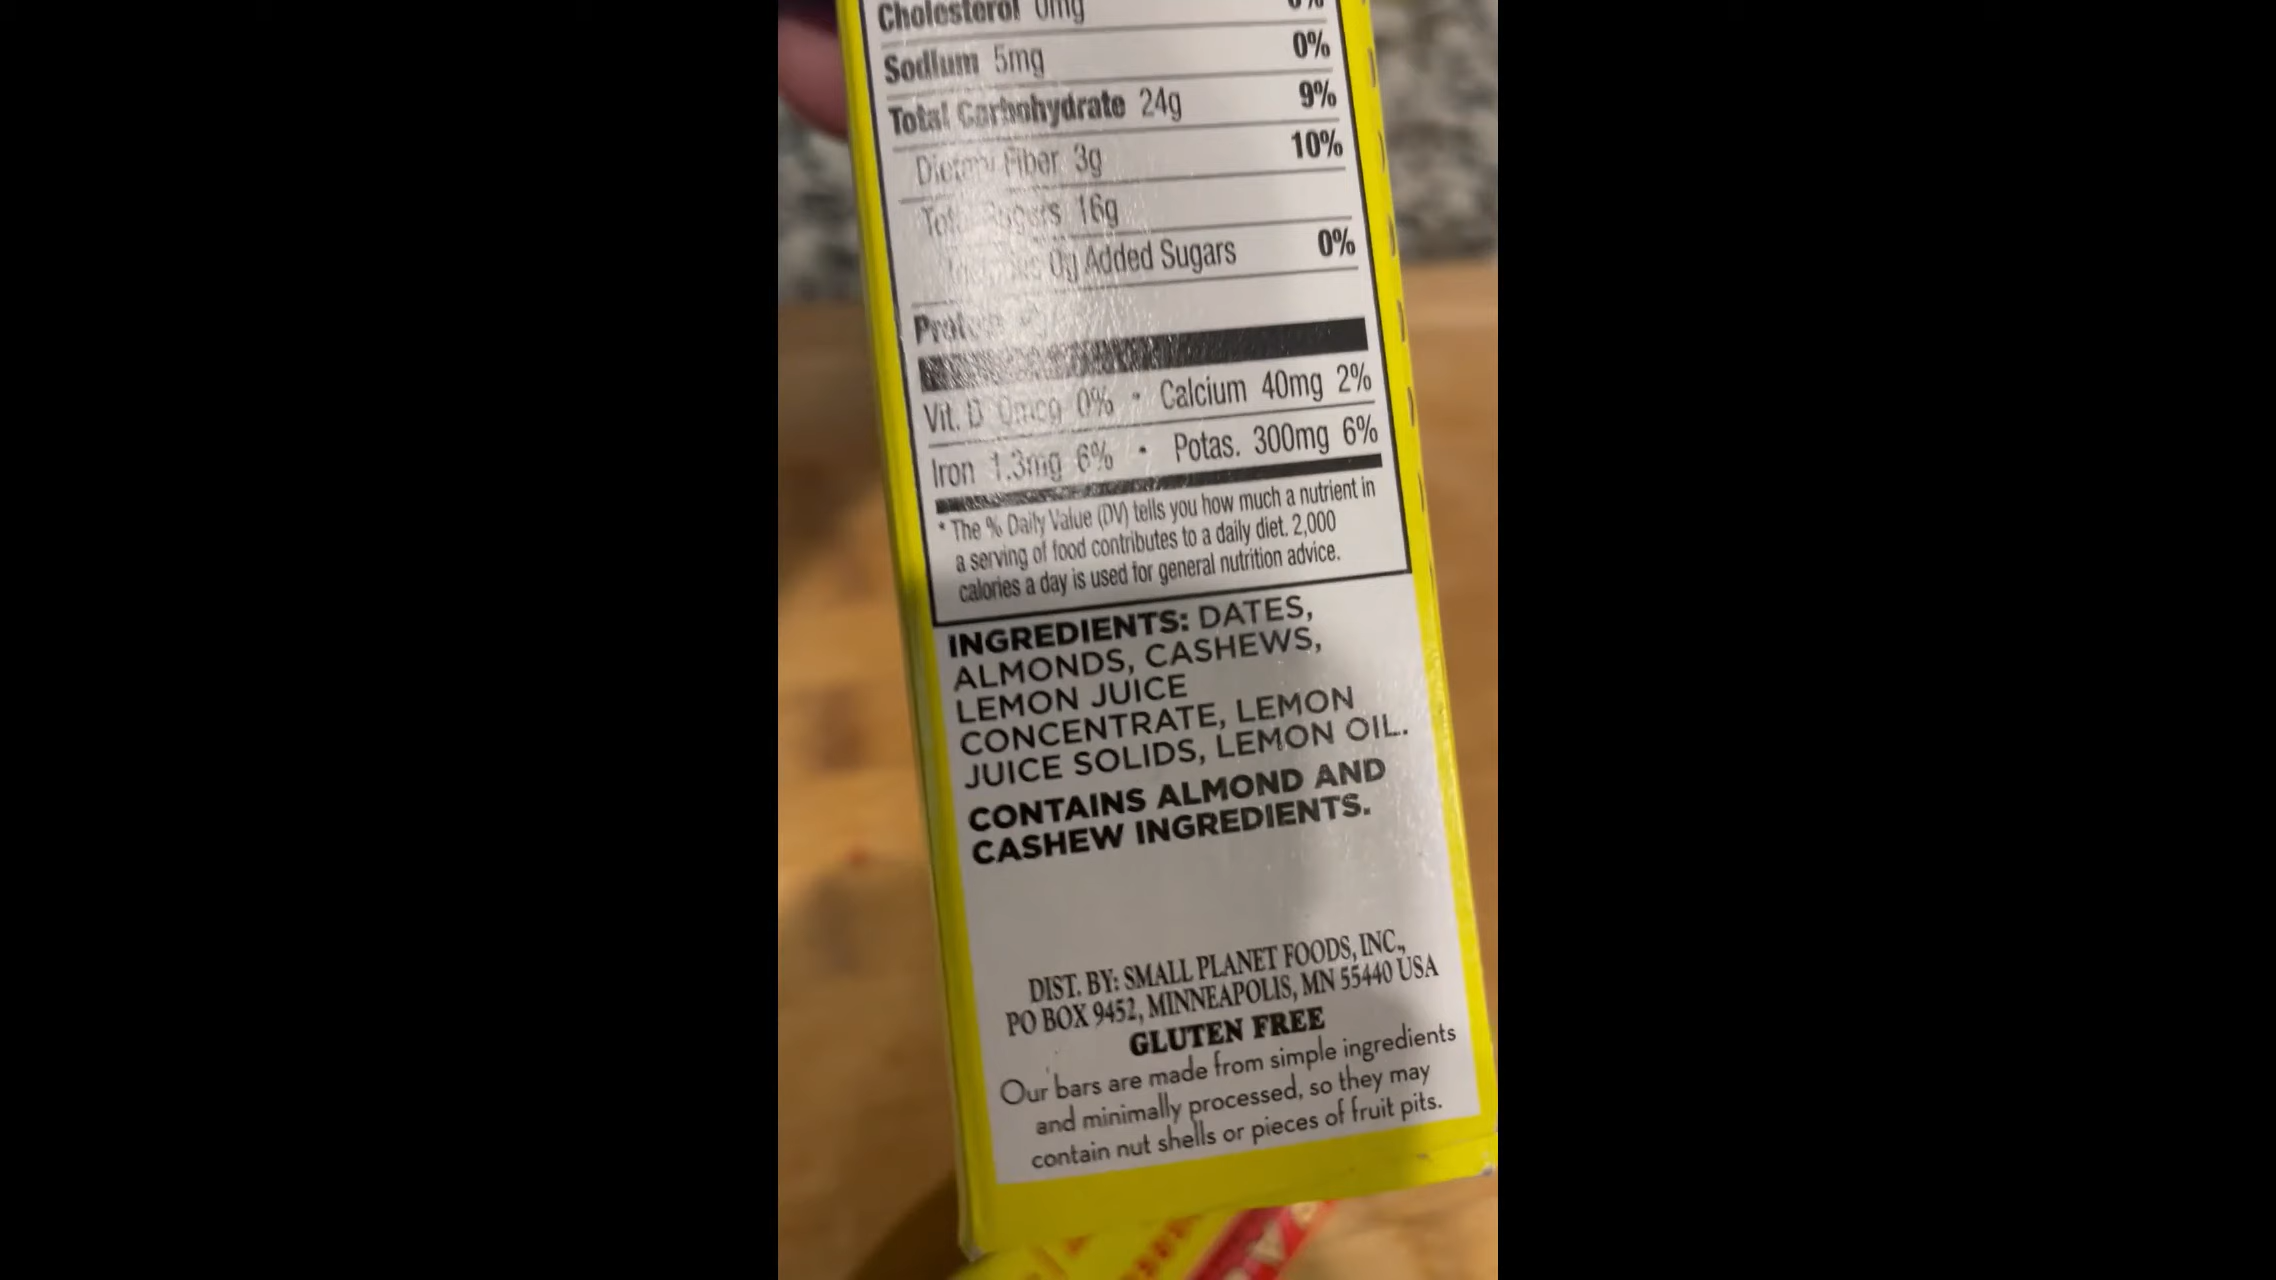 Cholesterol 0mg 0%
Sodium 5mg 0%
Total Carbohydrate 24g 9%
Dietary Fiber 3g 10%
Total Sugars 16g
0g Added Sugars 0%
Protein
Vit. D 0mcg 0% • Calcium 40mg 2%
Iron 1.3mg 6% • Potas. 300mg 6%
* The % Daily Value (DV) tells you how much a nutrient in
a serving of food contributes to a daily diet. 2,000
calories a day is used for general nutrition advice.
INGREDIENTS: DATES,
ALMONDS, CASHEWS,
LEMON JUICE
CONCENTRATE, LEMON
JUICE SOLIDS, LEMON OIL.
CONTAINS ALMOND AND
CASHEW INGREDIENTS.
DIST. BY: SMALL PLANET FOODS, INC.,
PO BOX 9452, MINNEAPOLIS, MN 55440 USA
GLUTEN FREE
Our bars are made from simple ingredients
and minimally processed, so they may
contain nut shells or pieces of fruit pits.